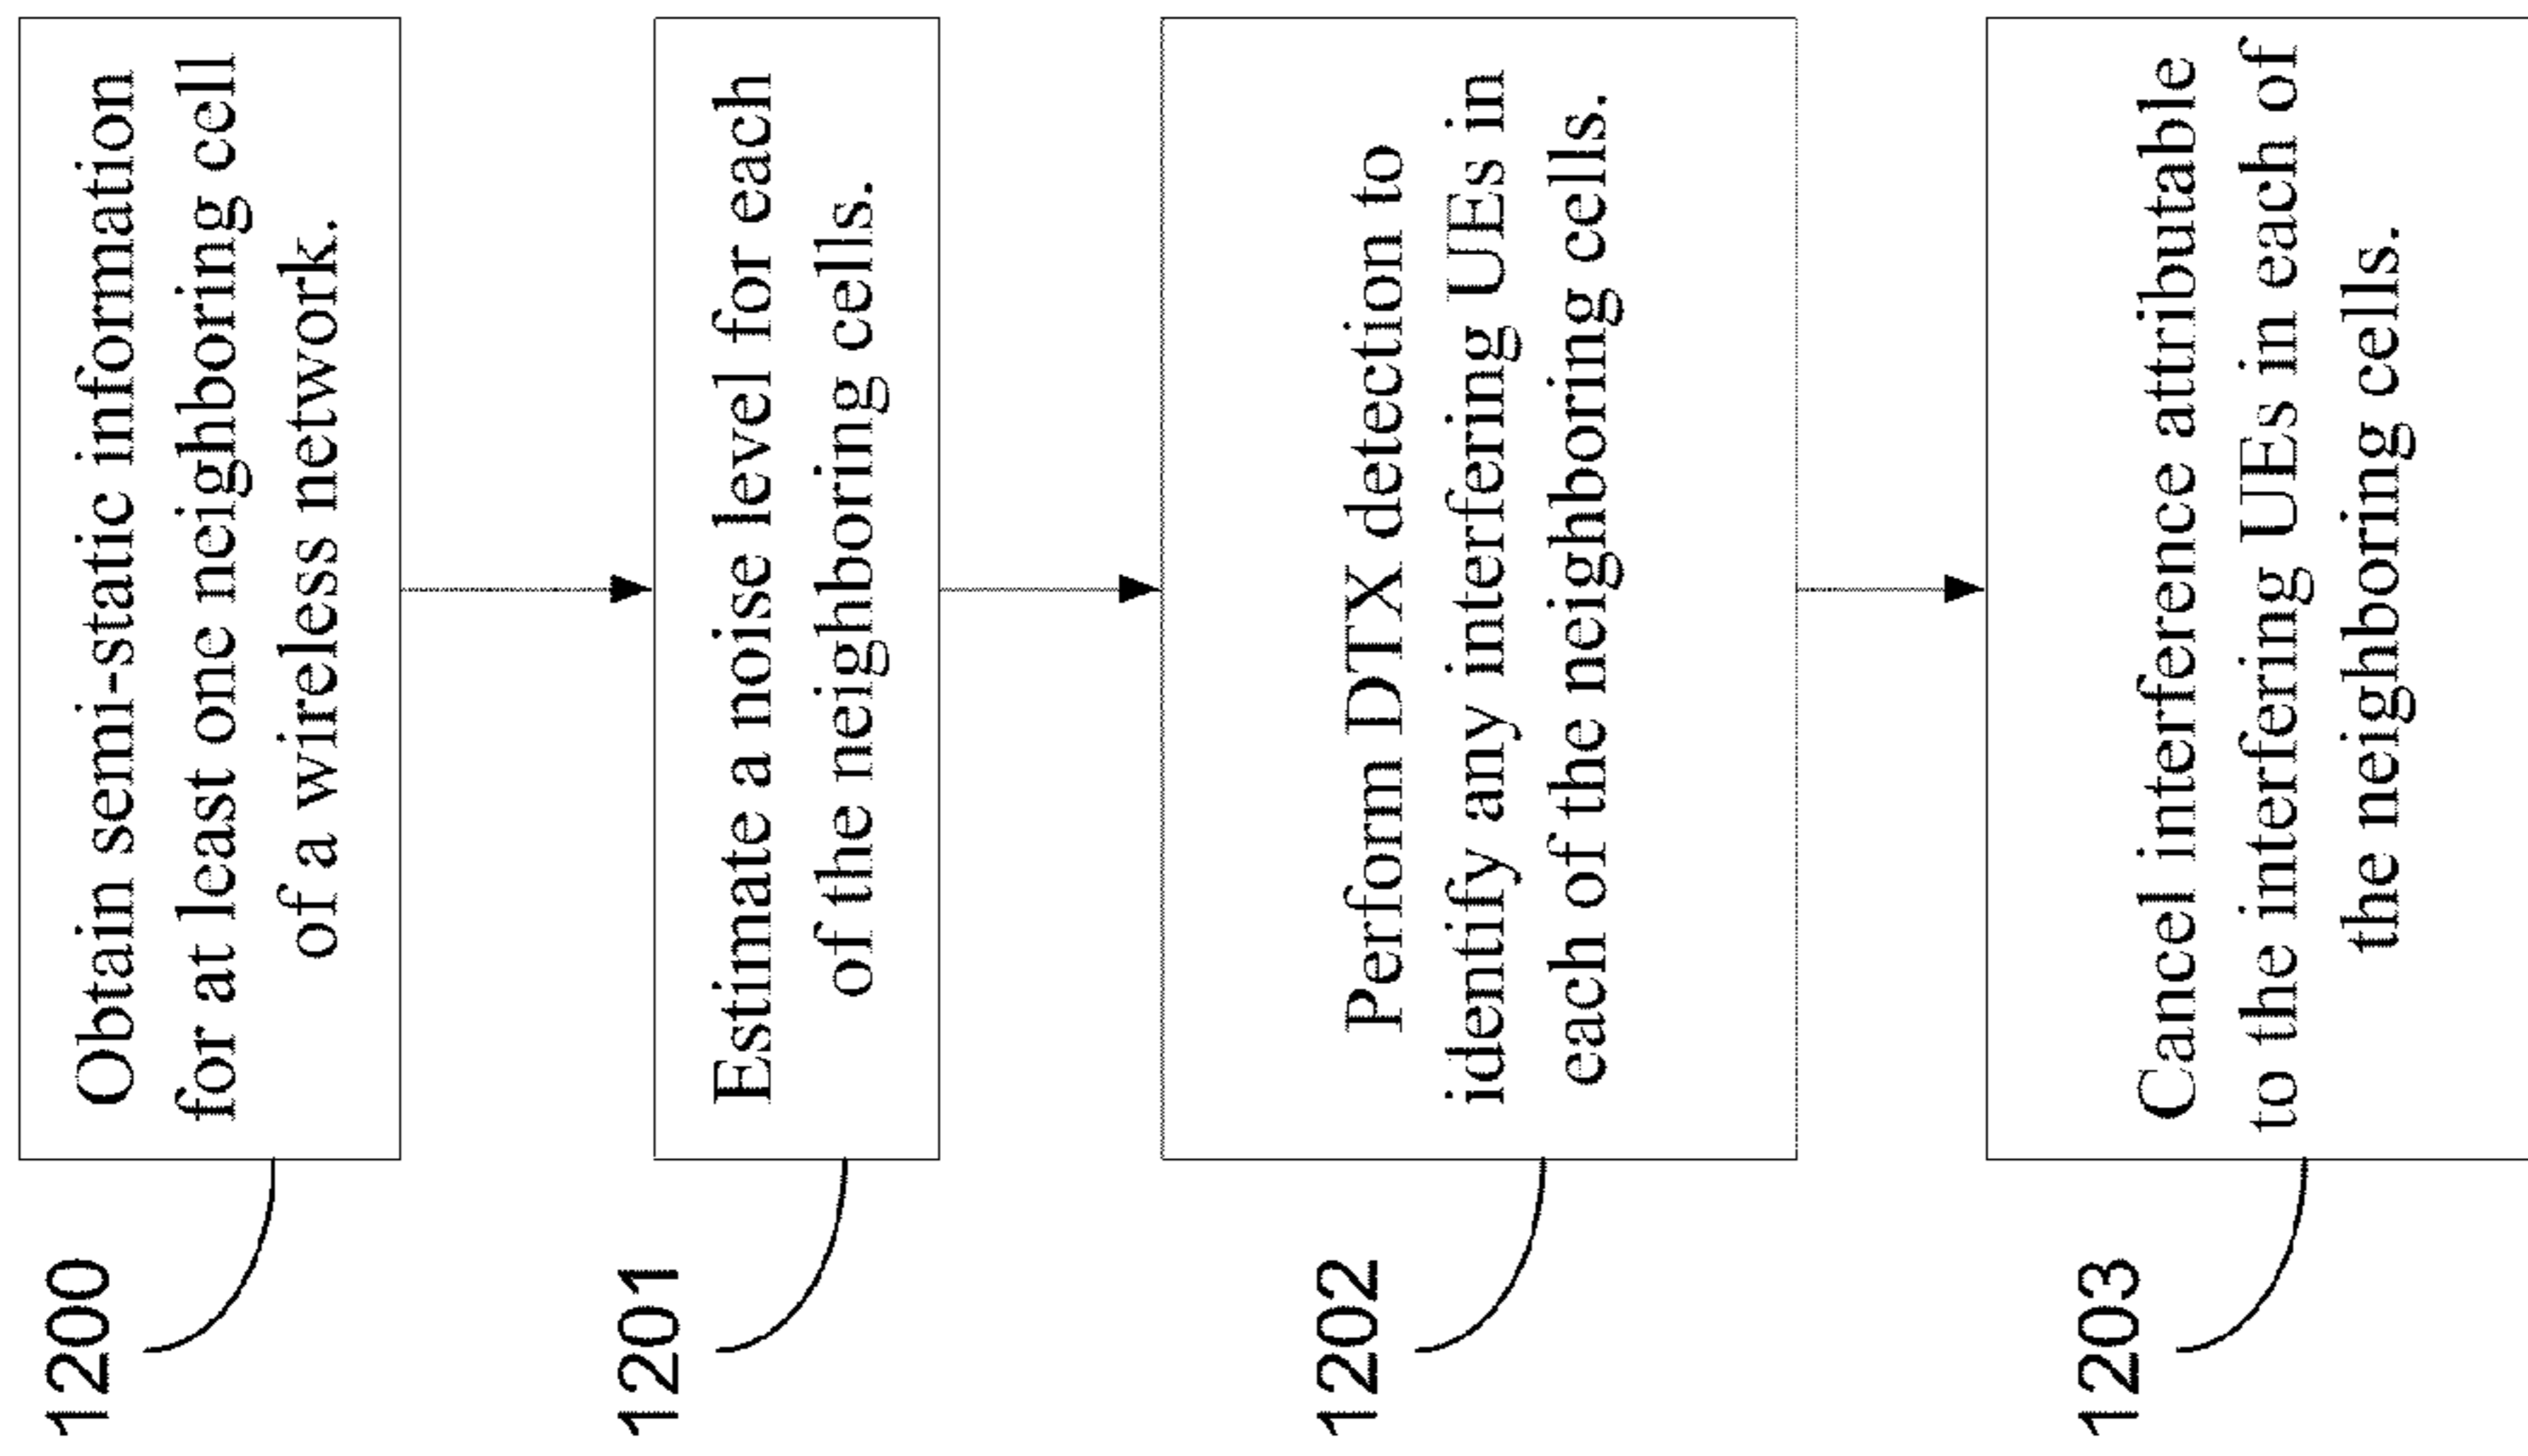 1200
Obtain semi-static information
for at least one neighboring cell
of a wireless network.
1201
Estimate a noise level for each
of the neighboring cells.
1202
Perform DTX detection to
identify any interfering UEs in
each of the neighboring cells.
1203
Cancel interference attributable
to the interfering UEs in each of
the neighboring cells.